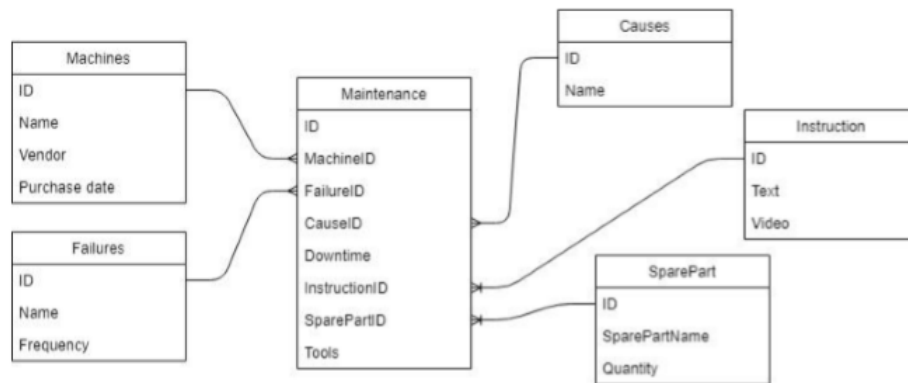 Machines
ID
Name
Vendor
Purchase date
Failures
ID
Name
Frequency
Maintenance
ID
MachineID
FailureID
CauseID
Downtime
InstructionID
SparePartID
Tools
Causes
ID
Name
Instruction
ID
Text
Video
SparePart
ID
SparePartName
Quantity